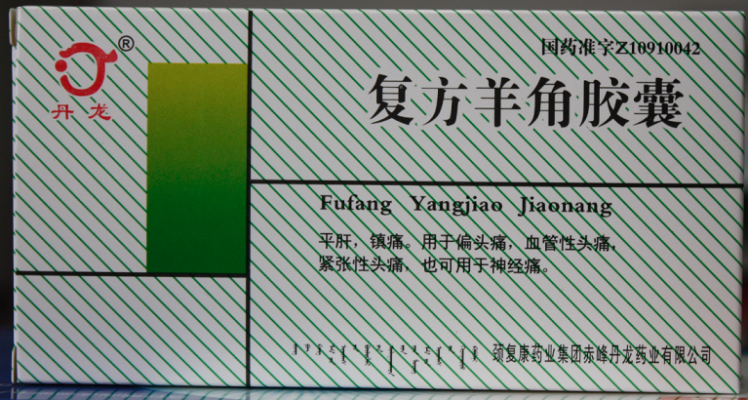 ®
丹龙
国药准字Z10910042
复方羊角胶囊
Fufang Yangjiao Jiaonang
平肝，镇痛。用于偏头痛，血管性头痛，
紧张性头痛，也可用于神经痛。
颈复康药业集团赤峰丹龙药业有限公司